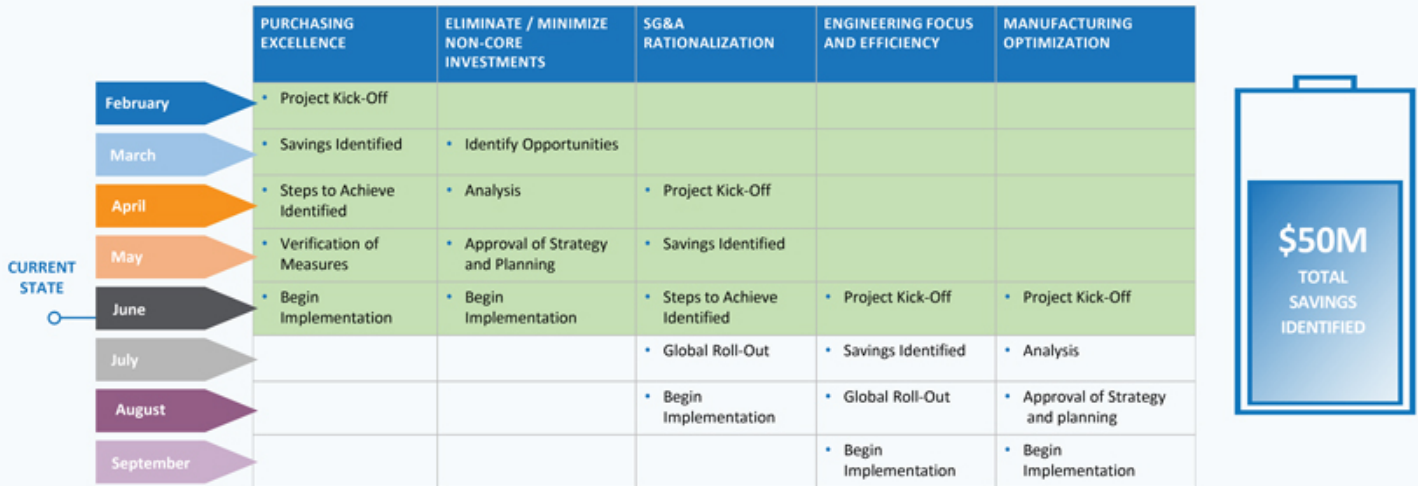 PURCHASING
EXCELLENCE
ELIMINATE / MINIMIZE
NON-CORE
INVESTMENTS
SG&A
RATIONALIZATION
ENGINEERING FOCUS
AND EFFICIENCY
MANUFACTURING
OPTIMIZATION
February
• Project Kick-Off
March
• Savings Identified
• Identify Opportunities
April
• Steps to Achieve
Identified
• Analysis
• Project Kick-Off
May
• Verification of
Measures
• Approval of Strategy
and Planning
• Savings Identified
CURRENT
STATE
June
• Begin
Implementation
• Begin
Implementation
• Steps to Achieve
Identified
• Project Kick-Off
• Project Kick-Off
July
• Global Roll-Out
• Savings Identified
• Analysis
August
• Begin
Implementation
• Global Roll-Out
• Approval of Strategy
and planning
September
• Begin
Implementation
• Begin
Implementation
$50M
TOTAL
SAVINGS
IDENTIFIED